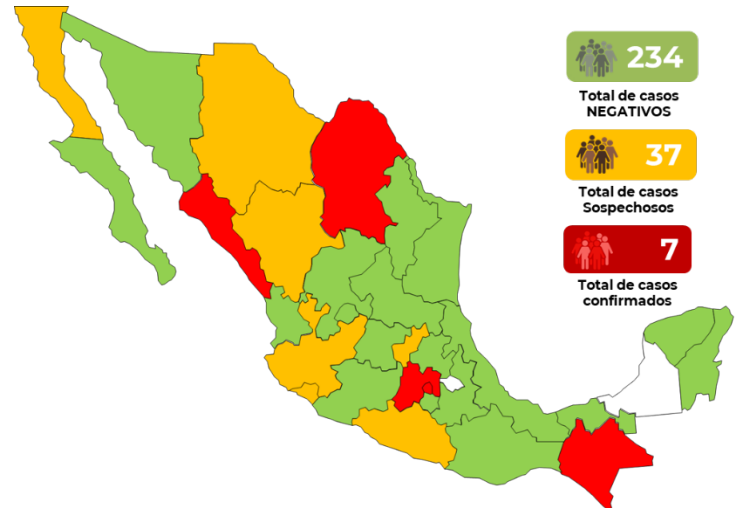 234
Total de casos
NEGATIVOS
37
Total de casos
Sospechosos
7
Total de casos
confirmados